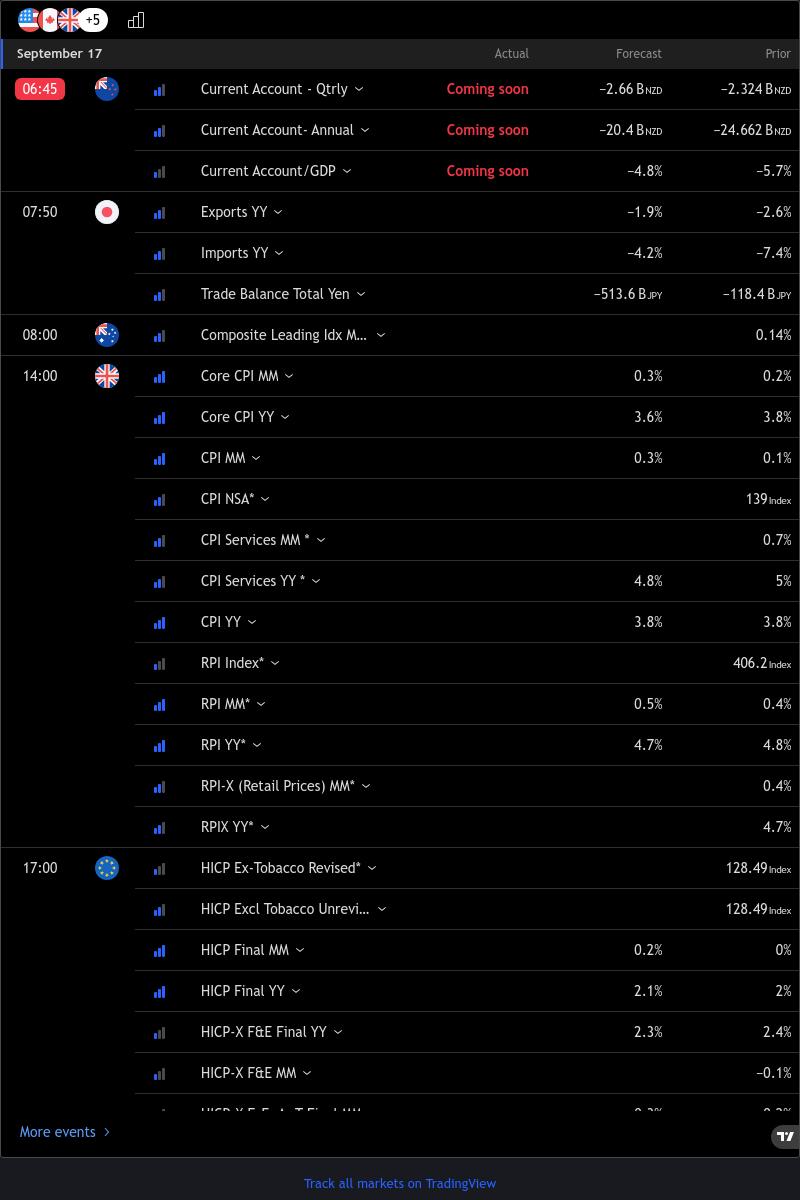 +5
September 17 Actual Forecast Prior
06:45 Current Account - Qtrly Coming soon −2.66 B NZD −2.324 B NZD
Current Account- Annual Coming soon −20.4 B NZD −24.662 B NZD
Current Account/GDP Coming soon −4.8% −5.7%
07:50 Exports YY −1.9% −2.6%
Imports YY −4.2% −7.4%
Trade Balance Total Yen −513.6 B JPY −118.4 B JPY
08:00 Composite Leading Idx M... 0.14%
14:00 Core CPI MM 0.3% 0.2%
Core CPI YY 3.6% 3.8%
CPI MM 0.3% 0.1%
CPI NSA* 139 Index
CPI Services MM * 0.7%
CPI Services YY * 4.8% 5%
CPI YY 3.8% 3.8%
RPI Index* 406.2 Index
RPI MM* 0.5% 0.4%
RPI YY* 4.7% 4.8%
RPI-X (Retail Prices) MM* 0.4%
RPIX YY* 4.7%
17:00 HICP Ex-Tobacco Revised* 128.49 Index
HICP Excl Tobacco Unrevi... 128.49 Index
HICP Final MM 0.2% 0%
HICP Final YY 2.1% 2%
HICP-X F&E Final YY 2.3% 2.4%
HICP-X F&E MM −0.1%
More events
Track all markets on TradingView